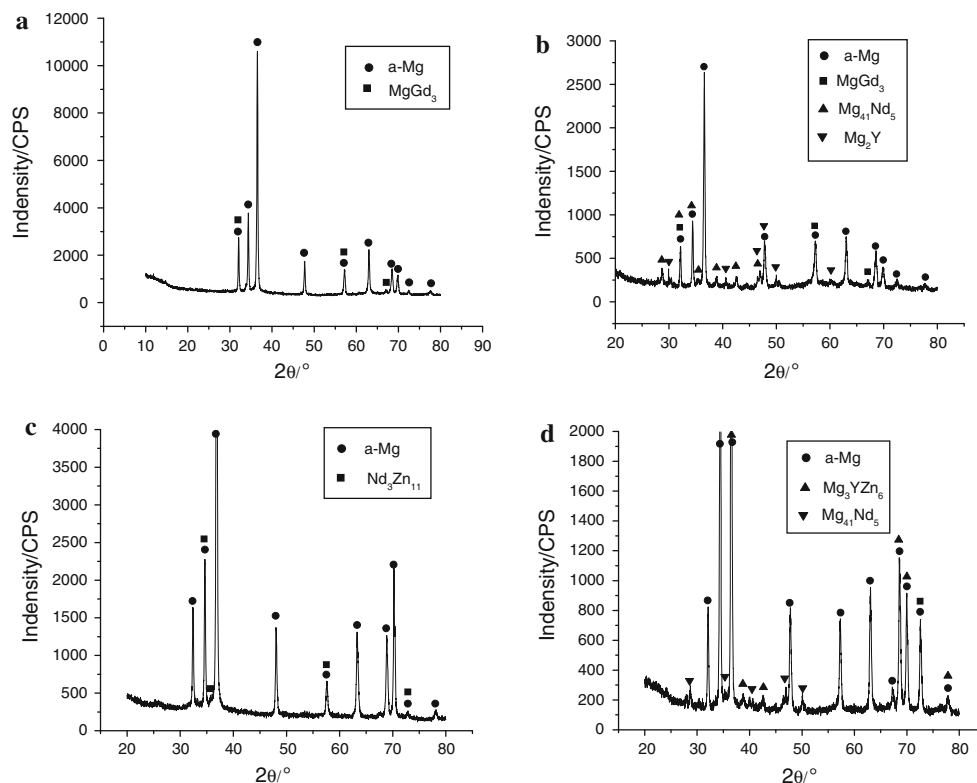 a
12000
10000
8000
6000
4000
2000
0
Indensity/CPS
0 10 20 30 40 50 60 70 80 90
2θ/°
a-Mg
MgGd3
b
3000
2500
2000
1500
1000
500
0
Indensity/CPS
20 30 40 50 60 70 80
2θ/°
a-Mg
MgGd3
Mg41Nd5
Mg2Y
c
4000
3500
3000
2500
2000
1500
1000
500
0
Indensity/CPS
20 30 40 50 60 70 80
2θ/°
a-Mg
Nd3Zn11
d
2000
1800
1600
1400
1200
1000
800
600
400
200
0
Indensity/CPS
20 30 40 50 60 70 80
2θ/°
a-Mg
Mg3YZn6
Mg41Nd5